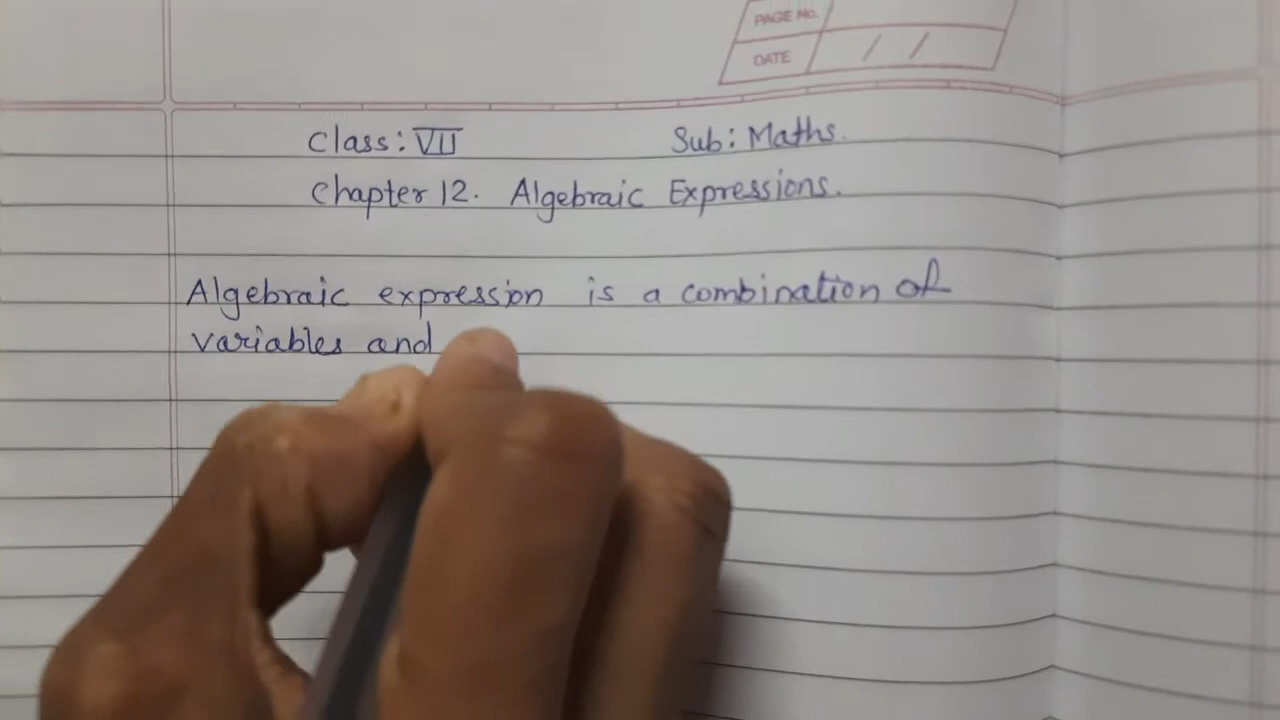 PAGE No.
DATE / /
Class: VII Sub: Maths.
Chapter 12. Algebraic Expressions.
Algebraic expression is a combination of
variables and